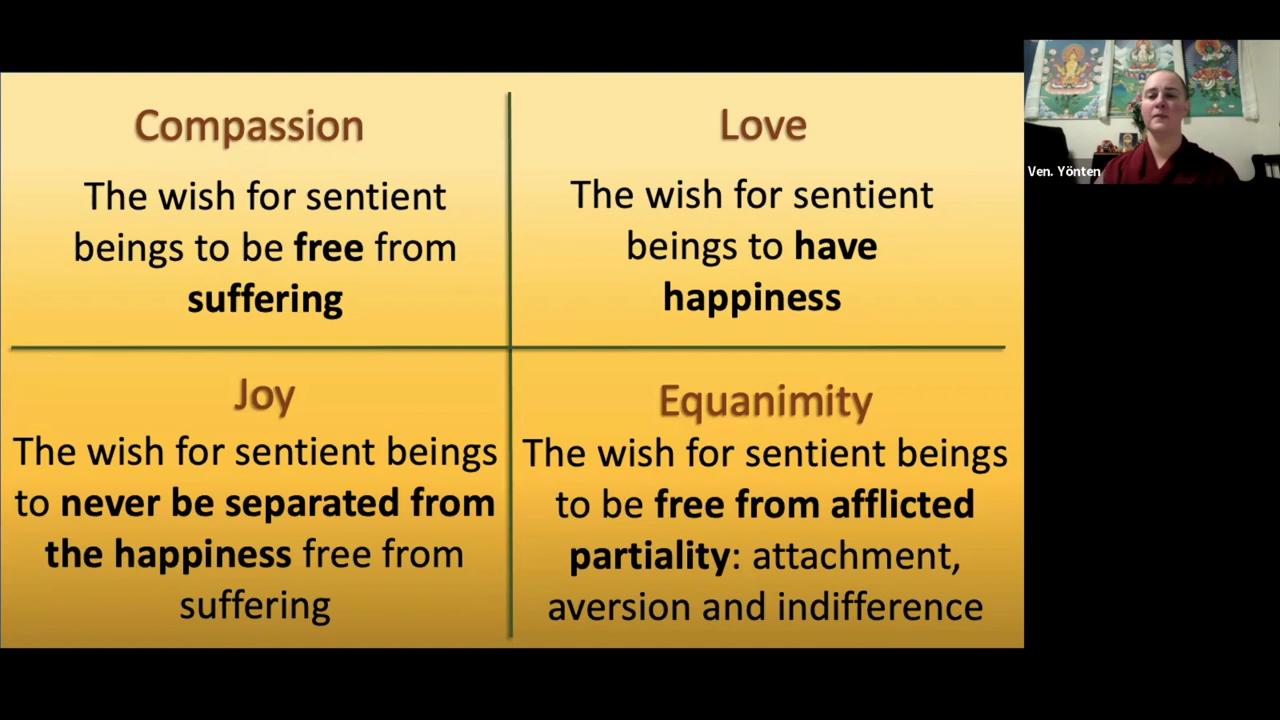 Compassion
The wish for sentient
beings to be free from
suffering
Love
The wish for sentient
beings to have
happiness
Joy
The wish for sentient beings
to never be separated from
the happiness free from
suffering
Equanimity
The wish for sentient beings
to be free from afflicted
partiality: attachment,
aversion and indifference
Ven. Yönten